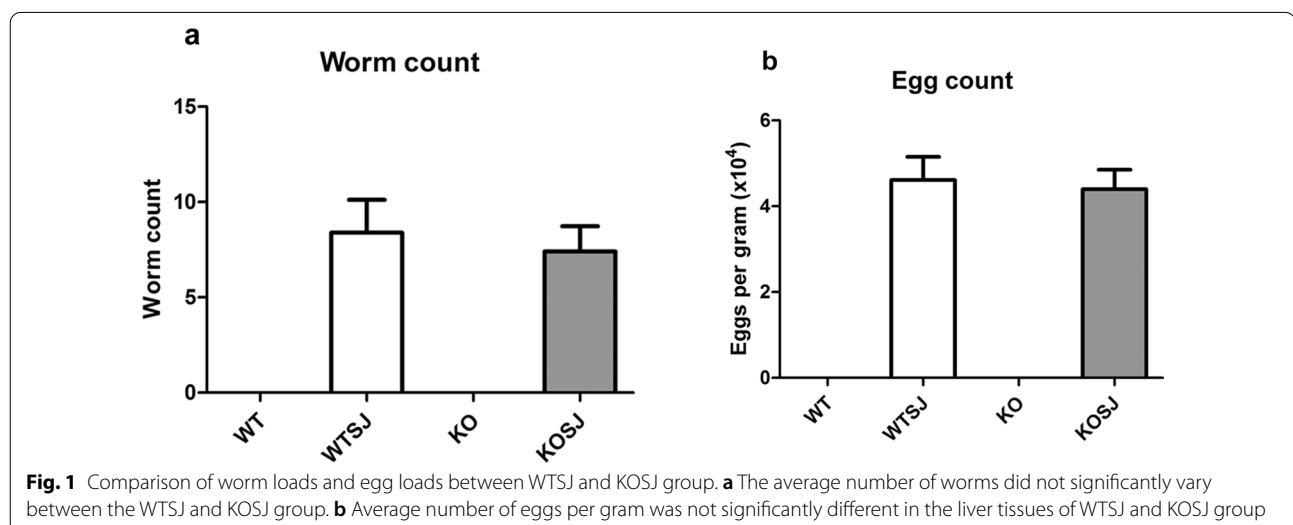 a
Worm count
Worm count
15
10
5
0
WT
WTSJ
KO
KOSJ
b
Egg count
Eggs per gram (x10⁴)
6
4
2
0
WT
WTSJ
KO
KOSJ
Fig. 1 Comparison of worm loads and egg loads between WTSJ and KOSJ group. a The average number of worms did not significantly vary
between the WTSJ and KOSJ group. b Average number of eggs per gram was not significantly different in the liver tissues of WTSJ and KOSJ group